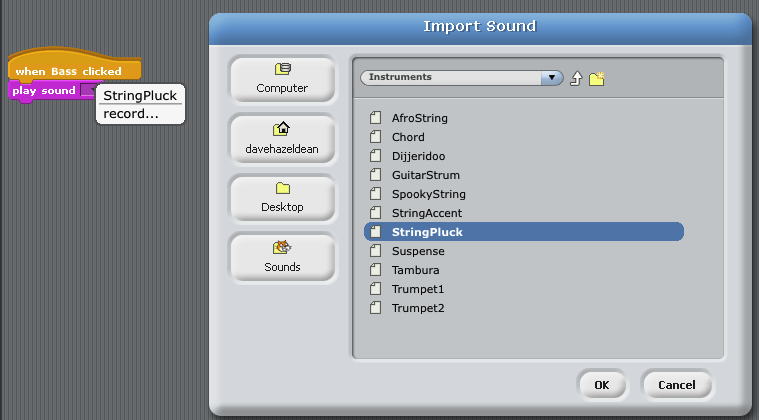 Import Sound
when Bass clicked
play sound
StringPluck
record...
Computer
davehazeldean
Desktop
Sounds
Instruments
AfroString
Chord
Dijjeridoo
GuitarStrum
SpookyString
StringAccent
StringPluck
Suspense
Tambura
Trumpet1
Trumpet2
OK
Cancel